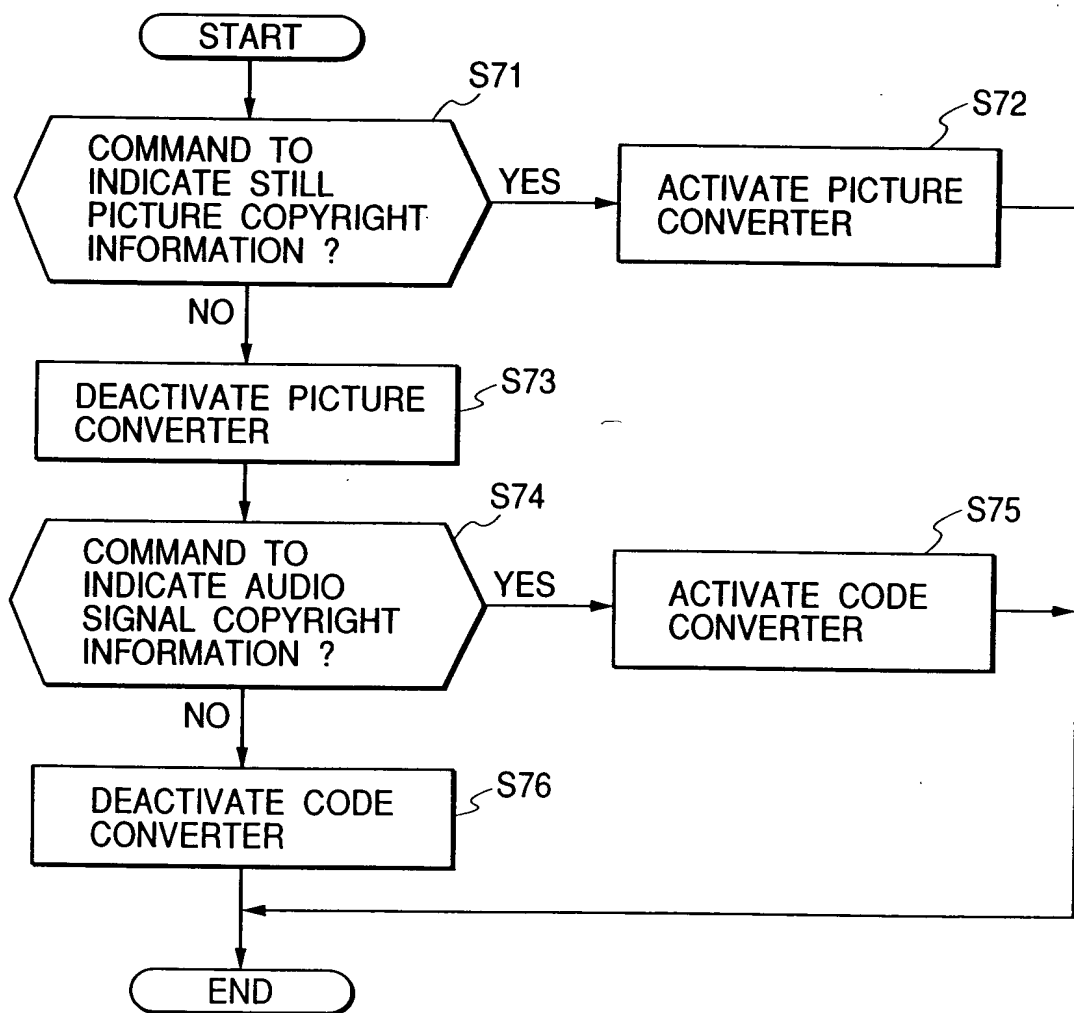 START
S71
COMMAND TO
INDICATE STILL
PICTURE COPYRIGHT
INFORMATION ?
YES
S72
ACTIVATE PICTURE
CONVERTER
NO
S73
DEACTIVATE PICTURE
CONVERTER
S74
COMMAND TO
INDICATE AUDIO
SIGNAL COPYRIGHT
INFORMATION ?
YES
S75
ACTIVATE CODE
CONVERTER
NO
S76
DEACTIVATE CODE
CONVERTER
END